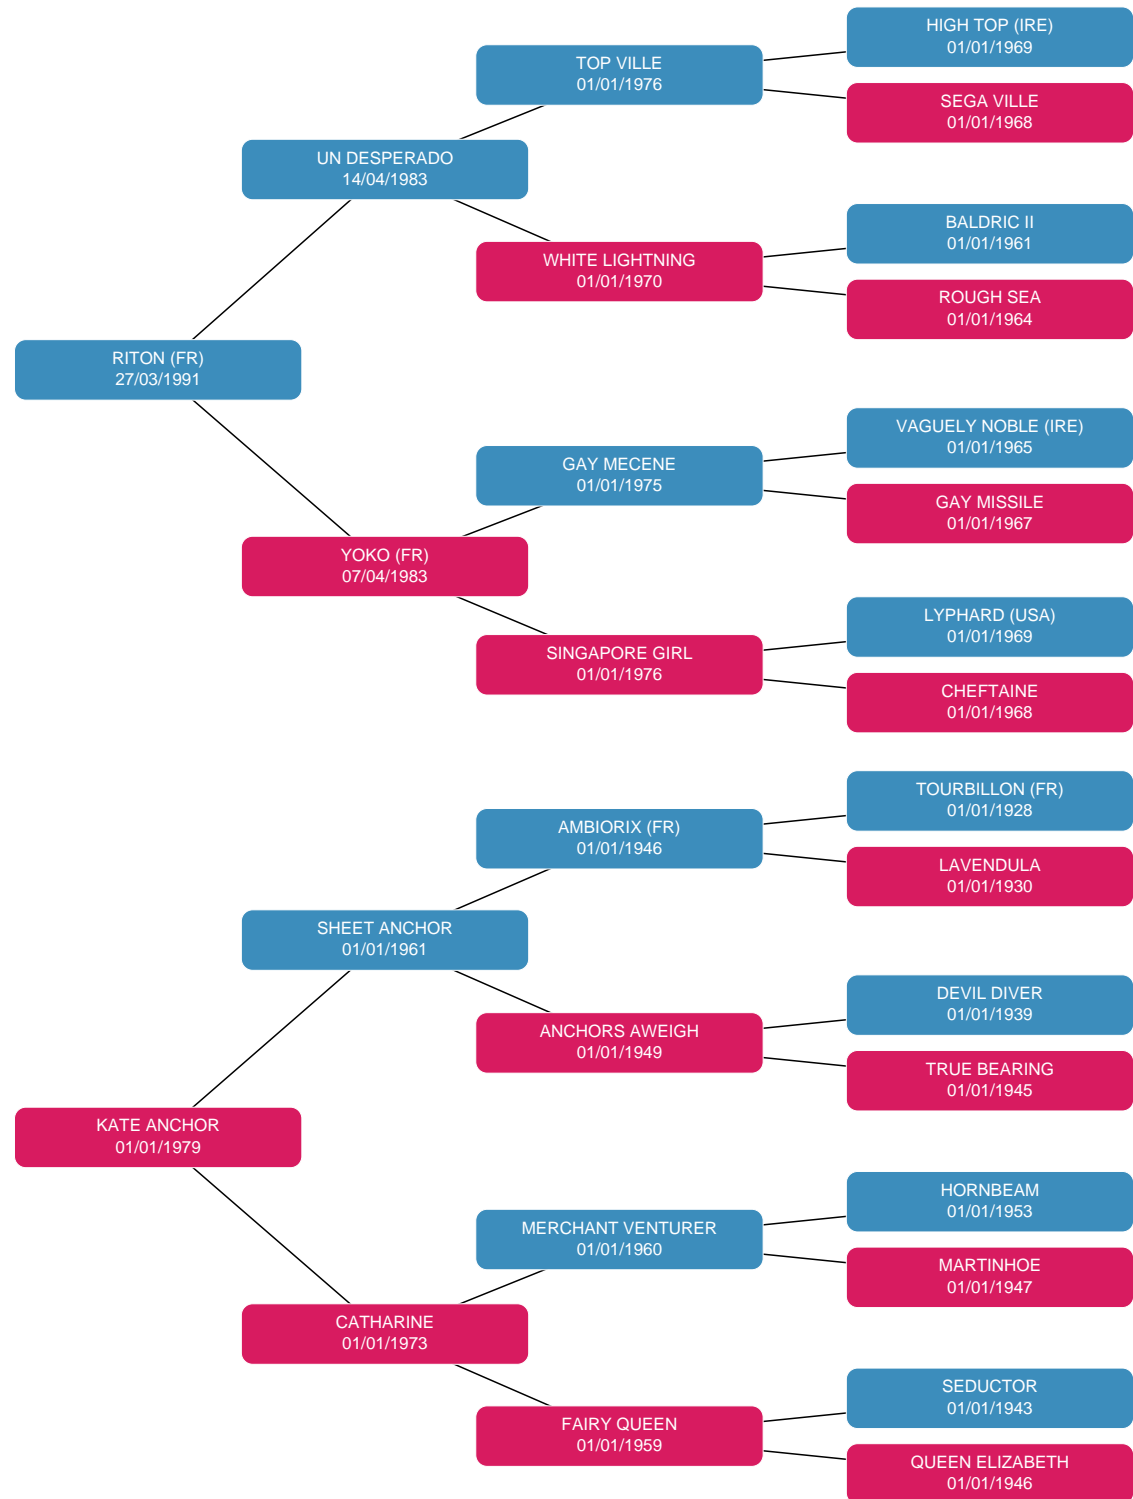 HIGH TOP (IRE)
01/01/1969
TOP VILLE
01/01/1976
SEGA VILLE
01/01/1968
UN DESPERADO
14/04/1983
BALDRIC II
01/01/1961
WHITE LIGHTNING
01/01/1970
ROUGH SEA
01/01/1964
RITON (FR)
27/03/1991
VAGUELY NOBLE (IRE)
01/01/1965
GAY MECENE
01/01/1975
GAY MISSILE
01/01/1967
YOKO (FR)
07/04/1983
LYPHARD (USA)
01/01/1969
SINGAPORE GIRL
01/01/1976
CHEFTAINE
01/01/1968
TOURBILLON (FR)
01/01/1928
AMBIORIX (FR)
01/01/1946
LAVENDULA
01/01/1930
SHEET ANCHOR
01/01/1961
DEVIL DIVER
01/01/1939
ANCHORS AWEIGH
01/01/1949
TRUE BEARING
01/01/1945
KATE ANCHOR
01/01/1979
HORNBEAM
01/01/1953
MERCHANT VENTURER
01/01/1960
MARTINHOE
01/01/1947
CATHARINE
01/01/1973
SEDUCTOR
01/01/1943
FAIRY QUEEN
01/01/1959
QUEEN ELIZABETH
01/01/1946